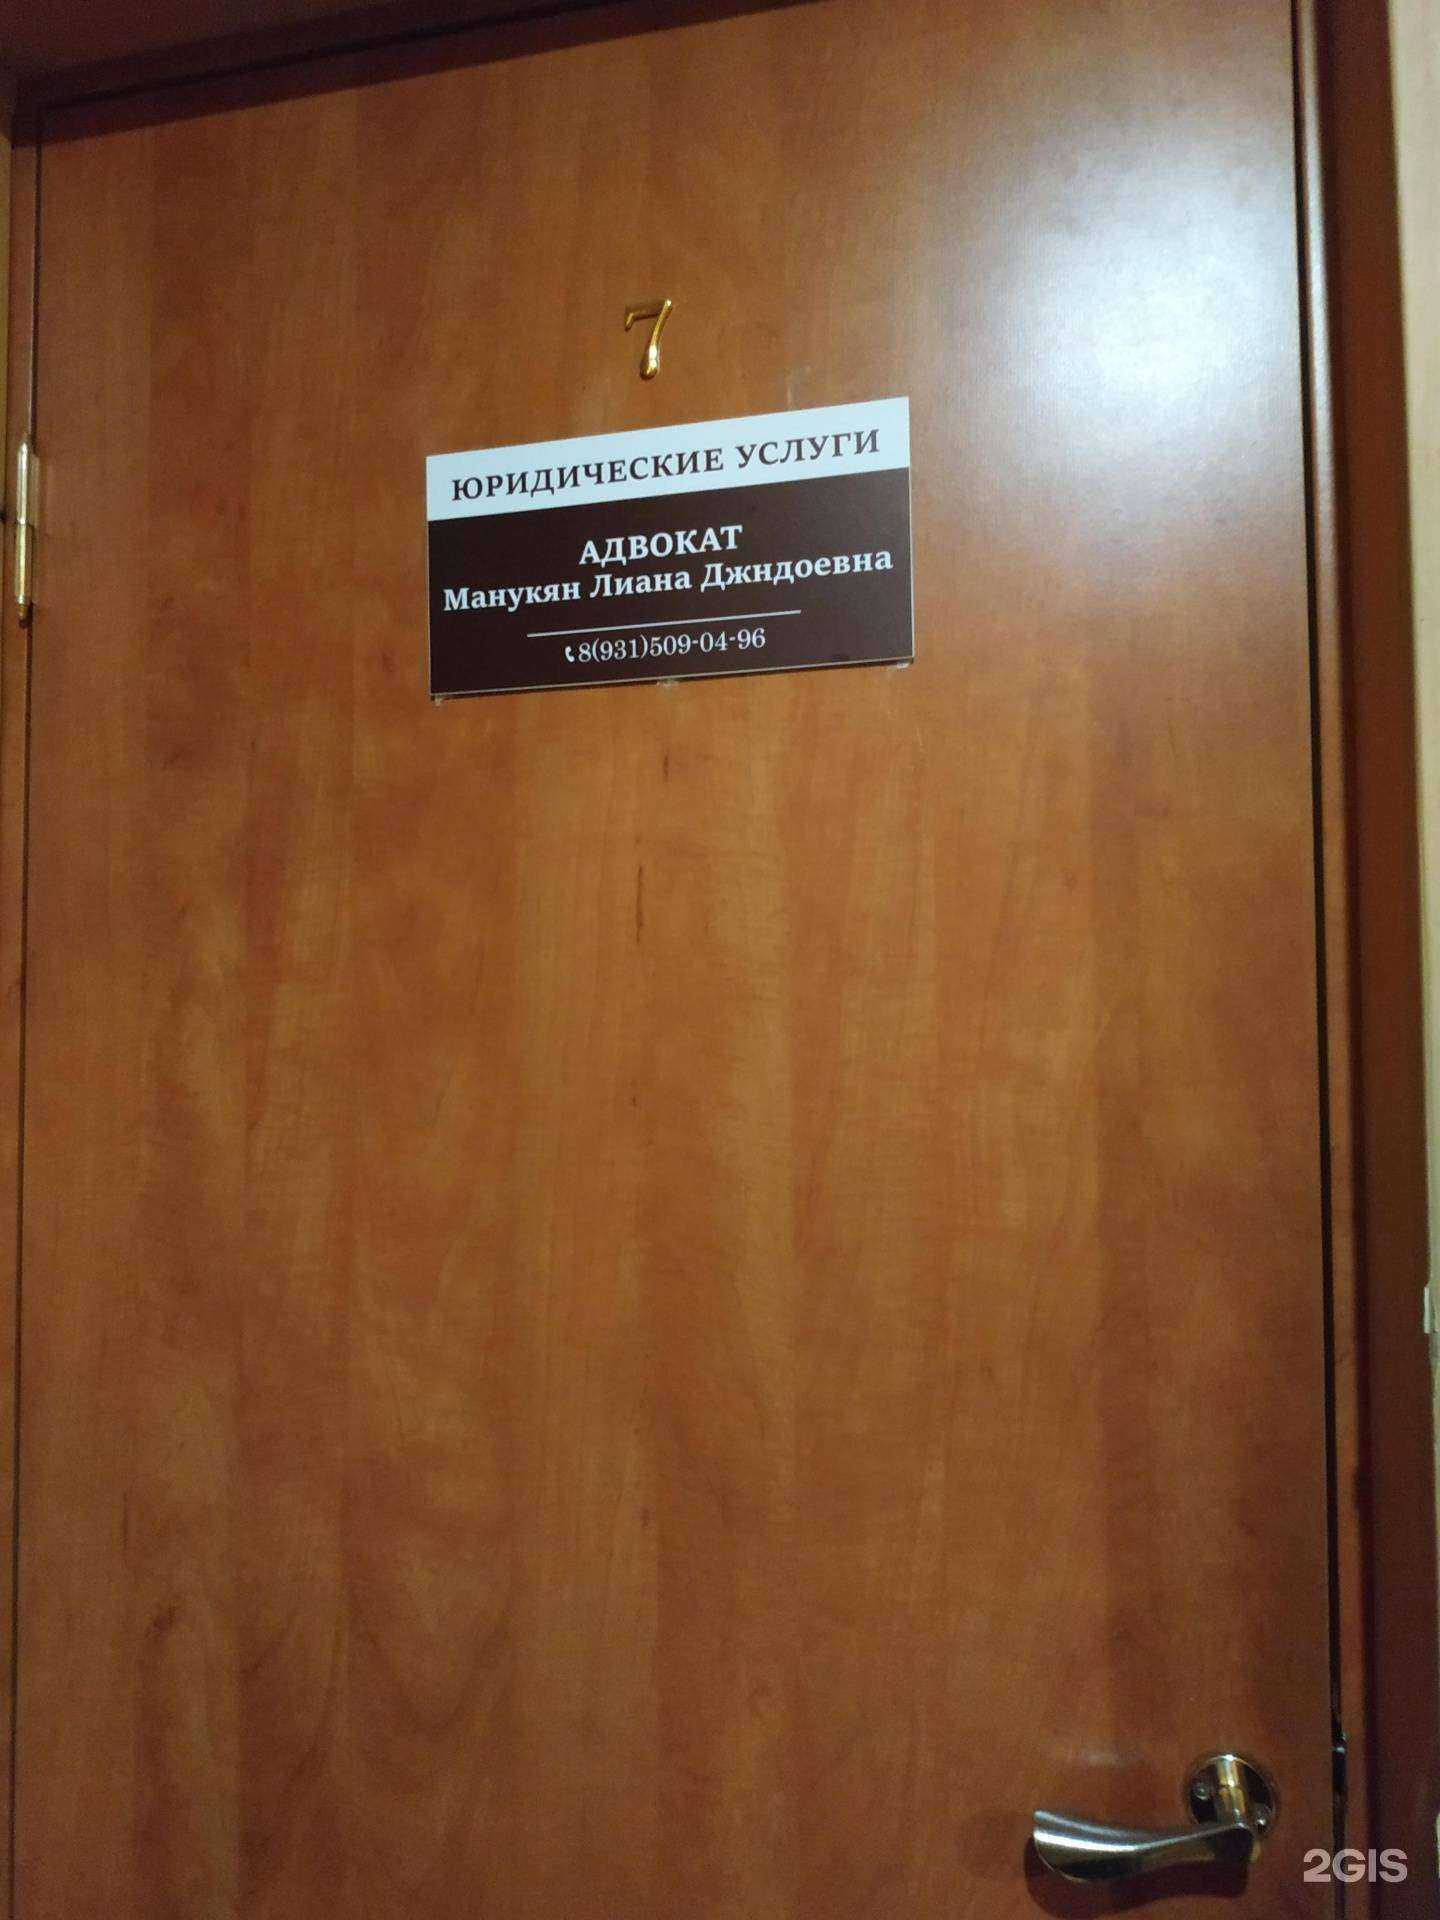 7
ЮРИДИЧЕСКИЕ УСЛУГИ
АДВОКАТ
Манукян Лиана Джндоевна
8(931)509-04-96
2GIS